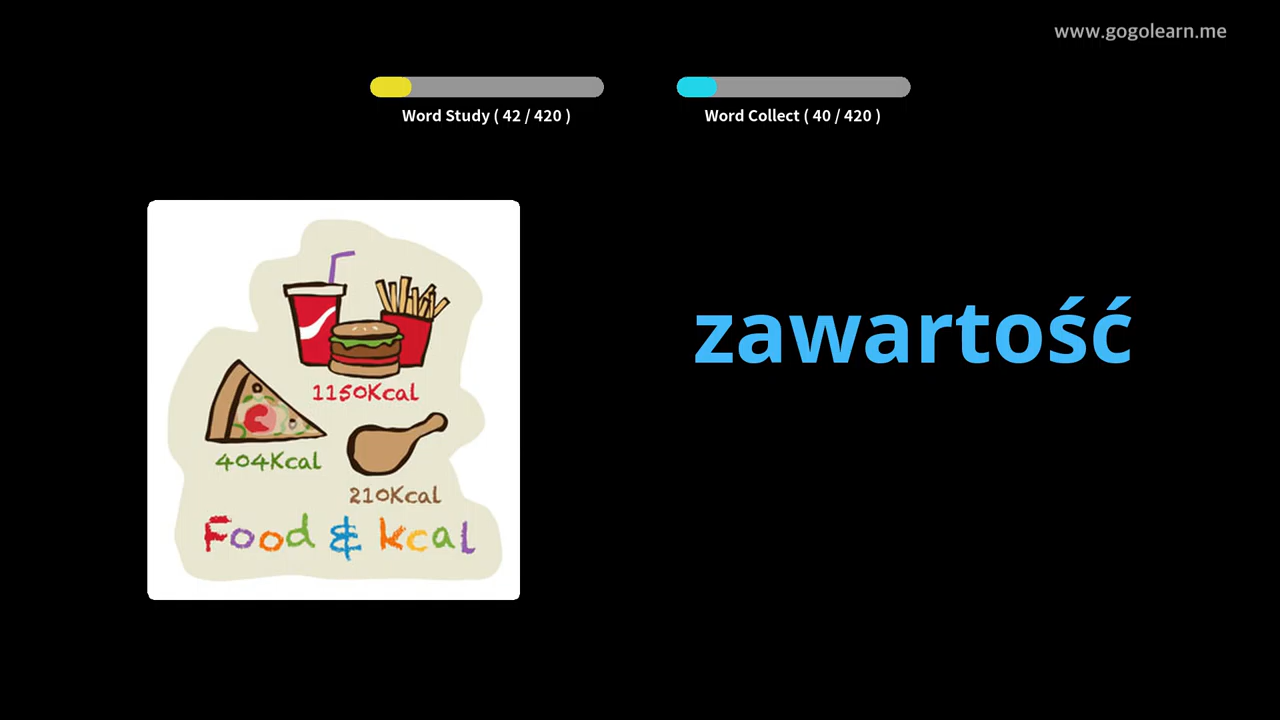 www.gogolearn.me
Word Study ( 42 / 420 )
Word Collect ( 40 / 420 )
zawartość
1150Kcal
404Kcal
210Kcal
Food & kcal